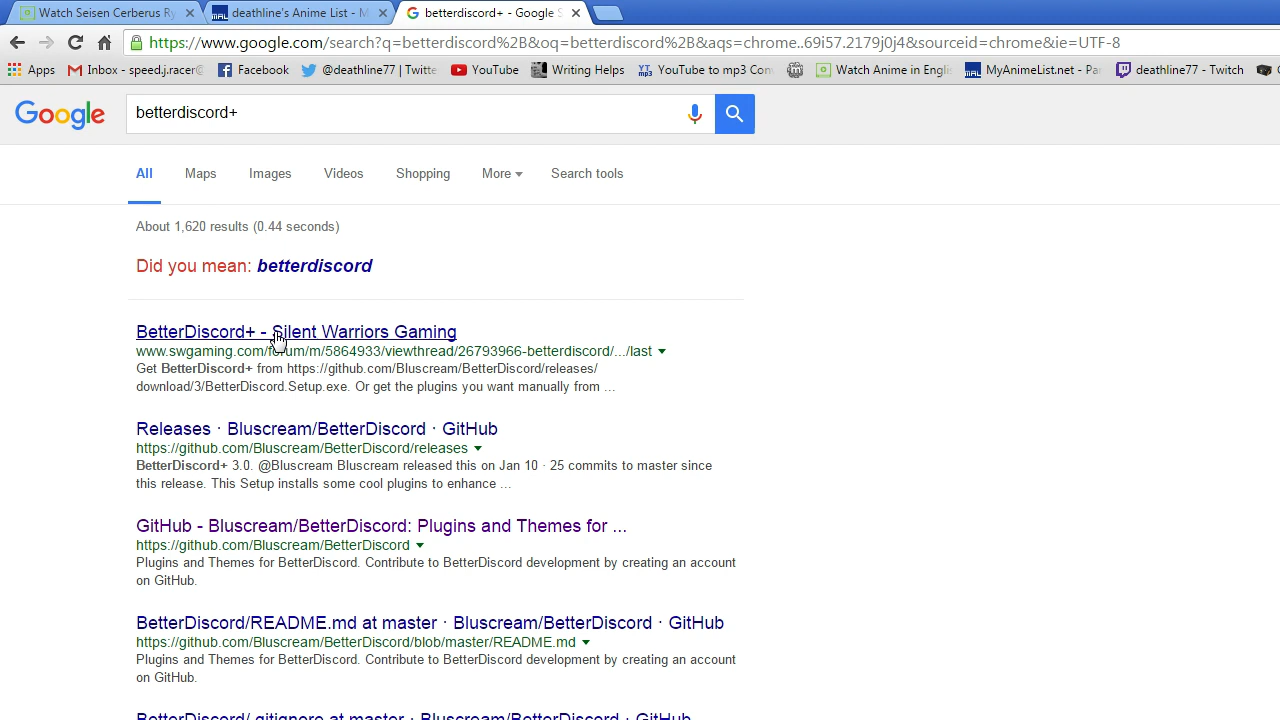 Watch Seisen Cerberus Ry
deathline's Anime List - M
betterdiscord+ - Google S
https://www.google.com/search?q=betterdiscord%2B&oq=betterdiscord%2B&aqs=chrome..69i57.2179j0j4&sourceid=chrome&ie=UTF-8
Apps Inbox - speed.j.racer@ Facebook @deathline77 | Twitte YouTube Writing Helps YouTube to mp3 Con Watch Anime in Engli MyAnimeList.net - Pa deathline77 - Twitch
Google betterdiscord+
All Maps Images Videos Shopping More Search tools
About 1,620 results (0.44 seconds)
Did you mean: betterdiscord
BetterDiscord+ - Silent Warriors Gaming
www.swgaming.com/forum/m/5864933/viewthread/26793966-betterdiscord/.../last
Get BetterDiscord+ from https://github.com/Bluscream/BetterDiscord/releases/
download/3/BetterDiscord.Setup.exe. Or get the plugins you want manually from ...
Releases · Bluscream/BetterDiscord · GitHub
https://github.com/Bluscream/BetterDiscord/releases
BetterDiscord+ 3.0. @Bluscream Bluscream released this on Jan 10 · 25 commits to master since
this release. This Setup installs some cool plugins to enhance ...
GitHub - Bluscream/BetterDiscord: Plugins and Themes for ...
https://github.com/Bluscream/BetterDiscord
Plugins and Themes for BetterDiscord. Contribute to BetterDiscord development by creating an account
on GitHub.
BetterDiscord/README.md at master · Bluscream/BetterDiscord · GitHub
https://github.com/Bluscream/BetterDiscord/blob/master/README.md
Plugins and Themes for BetterDiscord. Contribute to BetterDiscord development by creating an account
on GitHub.
BetterDiscord/.gitignore at master · Bluscream/BetterDiscord · GitHub